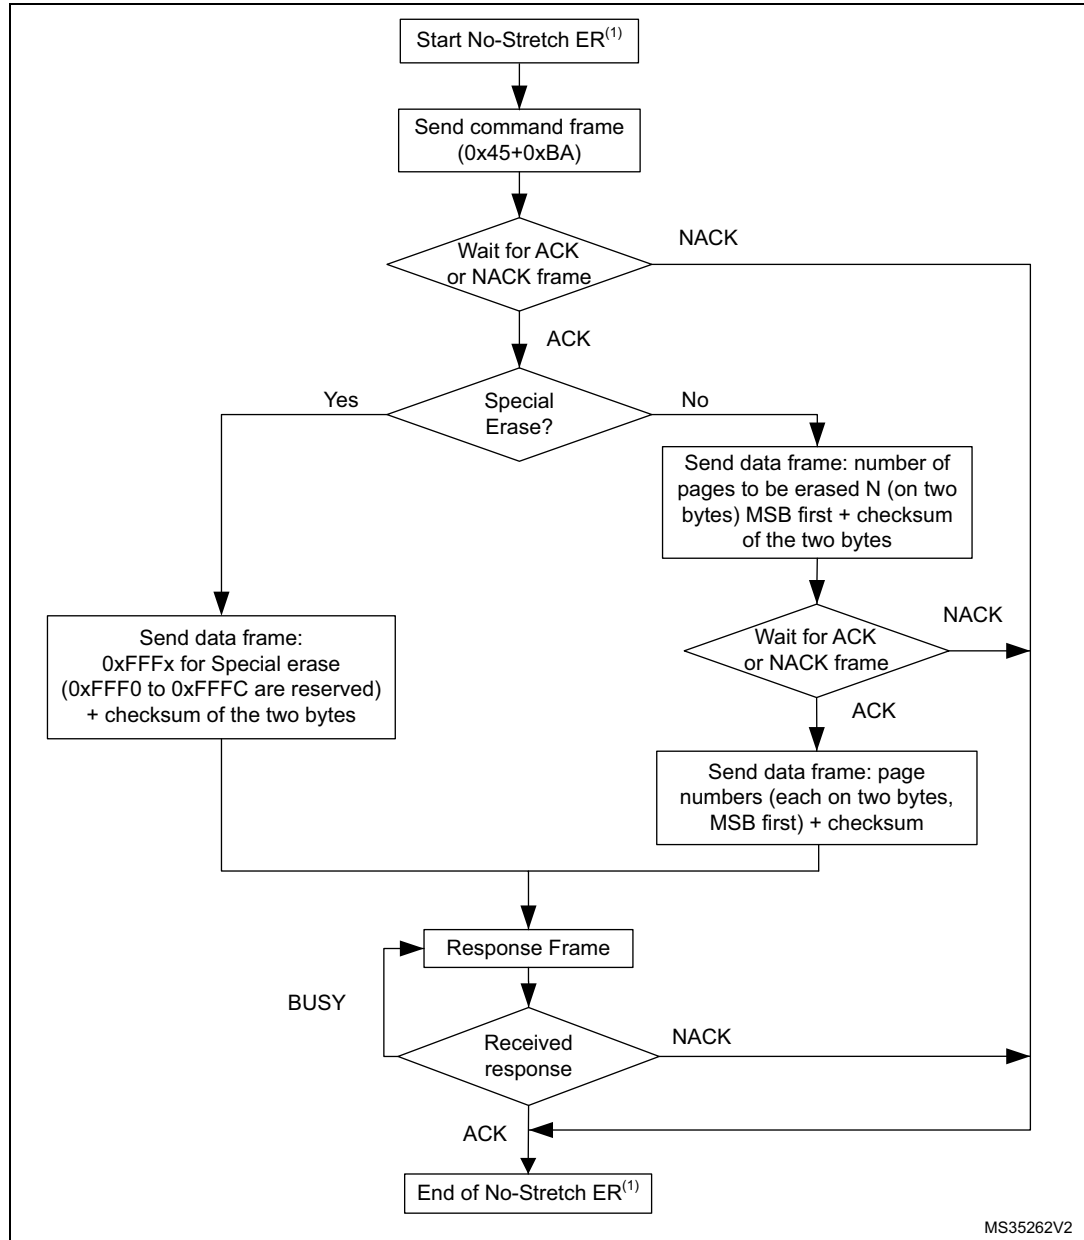 Start No-Stretch ER(1)
Send command frame
(0x45+0xBA)
Wait for ACK
or NACK frame
NACK
ACK
Special
Erase?
Yes
No
Send data frame: number of
pages to be erased N (on two
bytes) MSB first + checksum
of the two bytes
Send data frame:
0xFFFx for Special erase
(0xFFF0 to 0xFFFC are reserved)
+ checksum of the two bytes
Wait for ACK
or NACK frame
NACK
ACK
Send data frame: page
numbers (each on two bytes,
MSB first) + checksum
Response Frame
BUSY
Received
response
NACK
ACK
End of No-Stretch ER(1)
MS35262V2